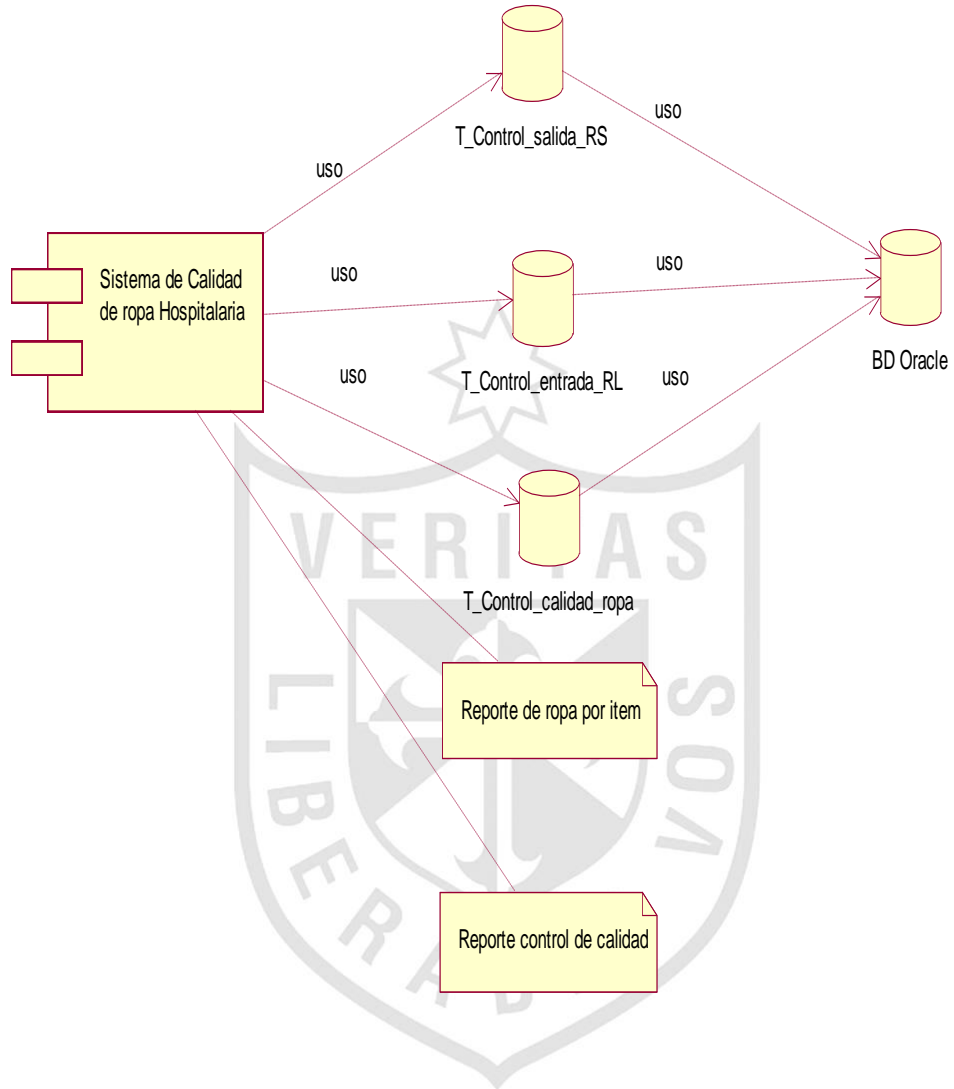 uso
T_Control_salida_RS
uso
Sistema de Calidad
de ropa Hospitalaria
uso
uso
BD Oracle
T_Control_entrada_RL
uso
uso
T_Control_calidad_ropa
Reporte de ropa por item
Reporte control de calidad
VERITAS
LIBERABIT
VOS